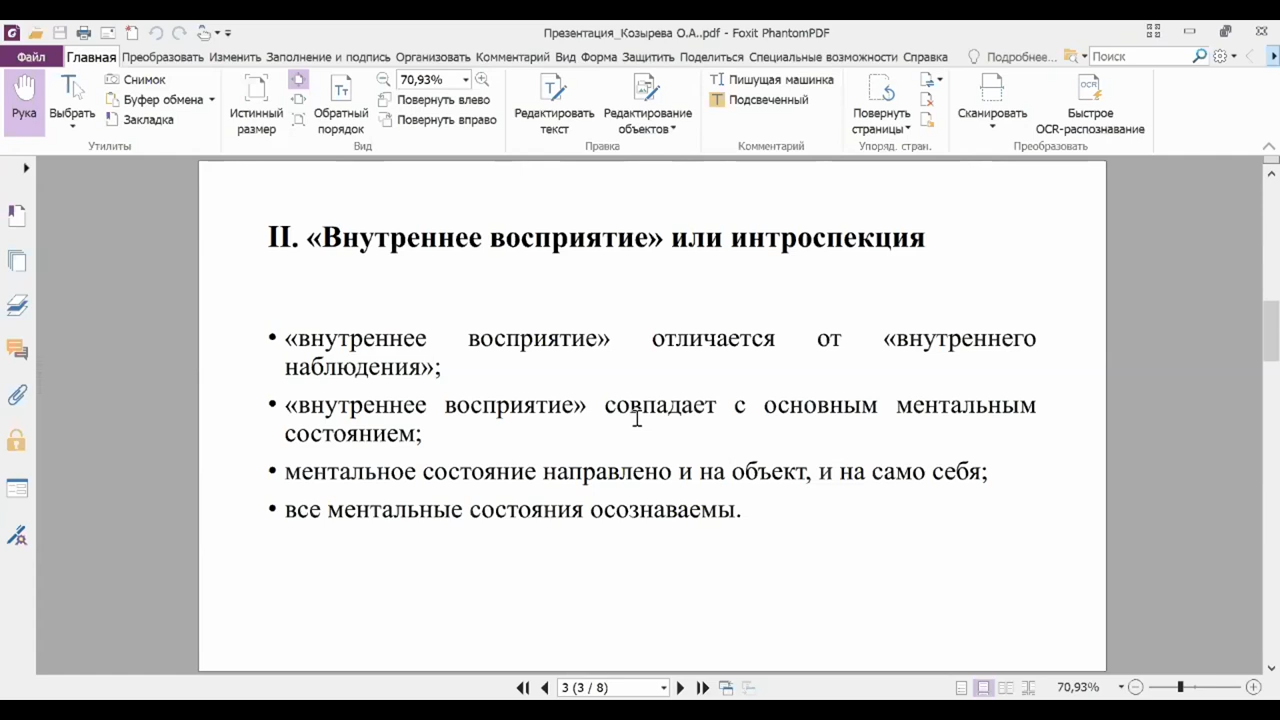 Презентация_Козырева О.А..pdf - Foxit PhantomPDF
Файл Главная Преобразовать Изменить Заполнение и подпись Организовать Комментарий Вид Форма Защитить Поделиться Специальные возможности Справка Подробнее... Поиск
Рука
Выбрать
Снимок
Буфер обмена
Закладка
Утилиты
Истинный
размер
Обратный
порядок
70,93%
Повернуть влево
Повернуть вправо
Вид
Редактировать
текст
Редактирование
объектов
Правка
Пишущая машинка
Подсвеченный
Комментарий
Повернуть
страницы
Упоряд. стран.
Сканировать
OCR
Быстрое
OCR-распознавание
Преобразовать
II. «Внутреннее восприятие» или интроспекция
• «внутреннее восприятие» отличается от «внутреннего
наблюдения»;
• «внутреннее восприятие» совпадает с основным ментальным
состоянием;
• ментальное состояние направлено и на объект, и на само себя;
• все ментальные состояния осознаваемы.
3 (3 / 8)
70,93%